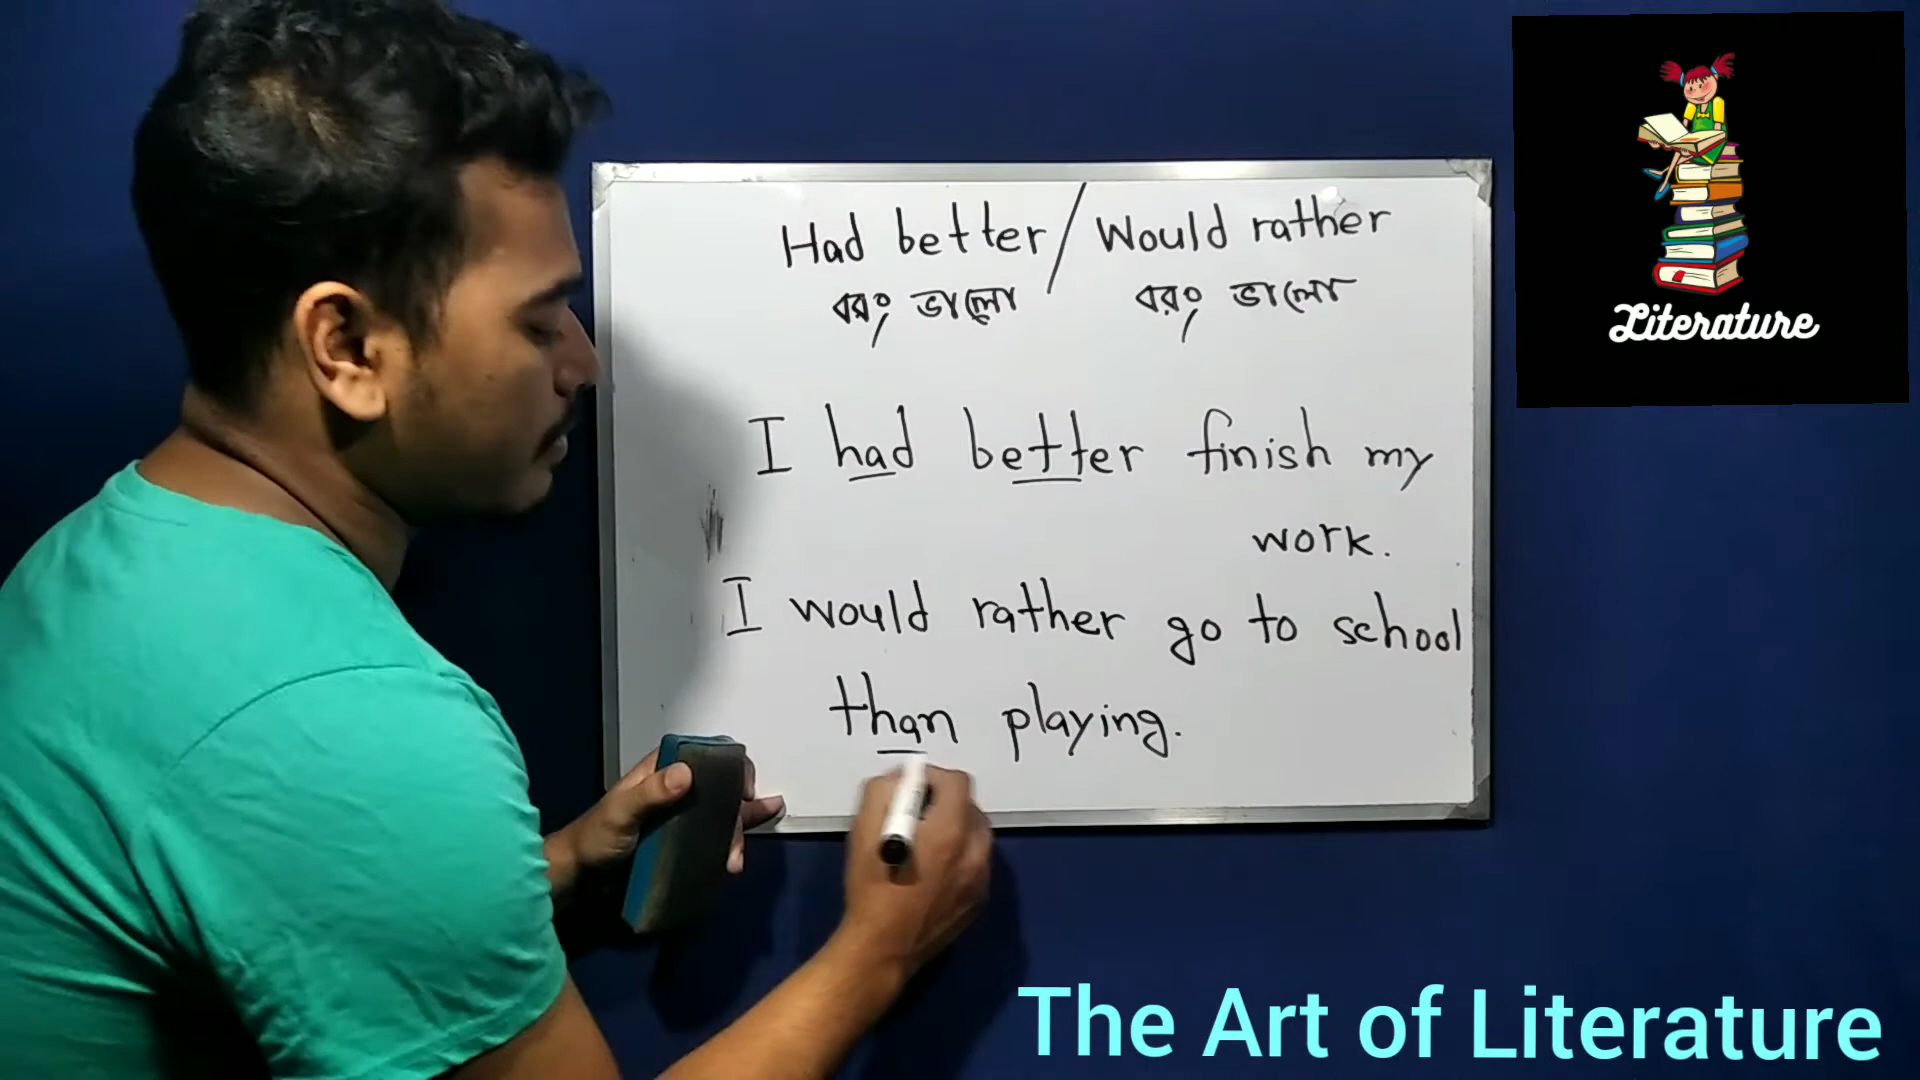 Had better / Would rather
বরং ভালো বরং ভালো
I had better finish my
work.
I would rather go to school
than playing.
Literature
The Art of Literature